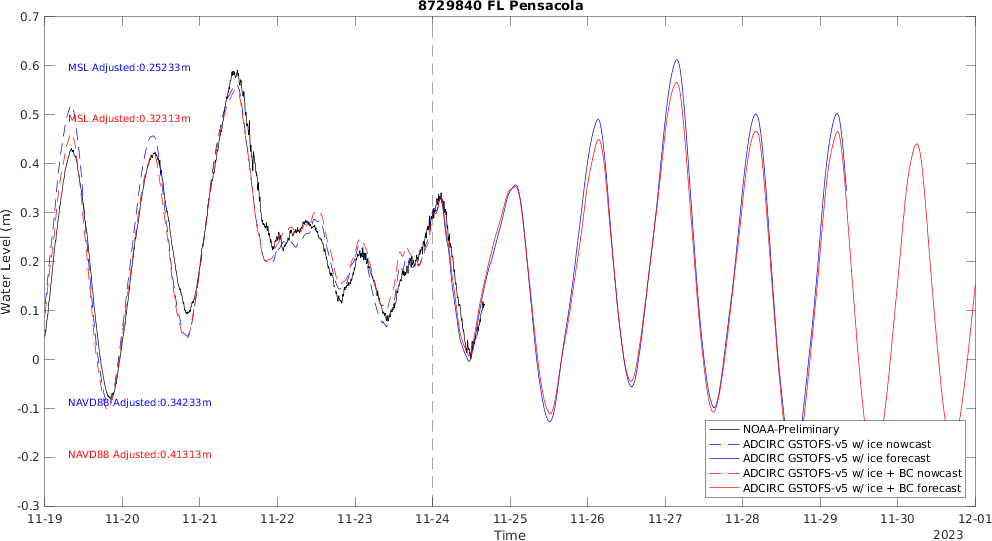 8729840 FL Pensacola
0.7
0.6
0.5
0.4
0.3
0.2
0.1
0
-0.1
-0.2
-0.3
Water Level (m)
MSL Adjusted:0.25233m
MSL Adjusted:0.32313m
NAVD88 Adjusted:0.34233m
NAVD88 Adjusted:0.41313m
NOAA-Preliminary
ADCIRC GSTOFS-v5 w/ ice nowcast
ADCIRC GSTOFS-v5 w/ ice forecast
ADCIRC GSTOFS-v5 w/ ice + BC nowcast
ADCIRC GSTOFS-v5 w/ ice + BC forecast
11-19 11-20 11-21 11-22 11-23 11-24 11-25 11-26 11-27 11-28 11-29 11-30 12-01
Time
2023